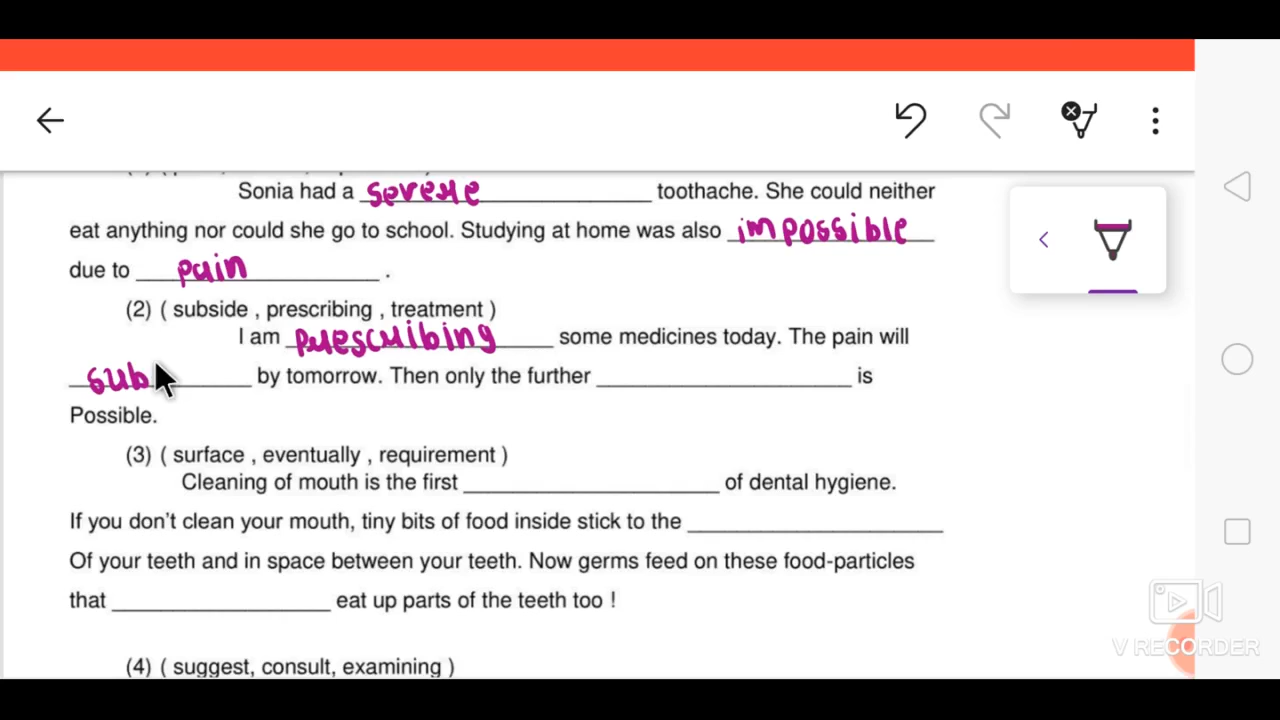 Sonia had a severe toothache. She could neither
eat anything nor could she go to school. Studying at home was also impossible
due to pain .
(2) ( subside , prescribing , treatment )
I am prescribing some medicines today. The pain will
sub by tomorrow. Then only the further ____________ is
Possible.
(3) ( surface , eventually , requirement )
Cleaning of mouth is the first ____________ of dental hygiene.
If you don't clean your mouth, tiny bits of food inside stick to the ____________
Of your teeth and in space between your teeth. Now germs feed on these food-particles
that ____________ eat up parts of the teeth too !
(4) ( suggest, consult, examining )
V RECORDER